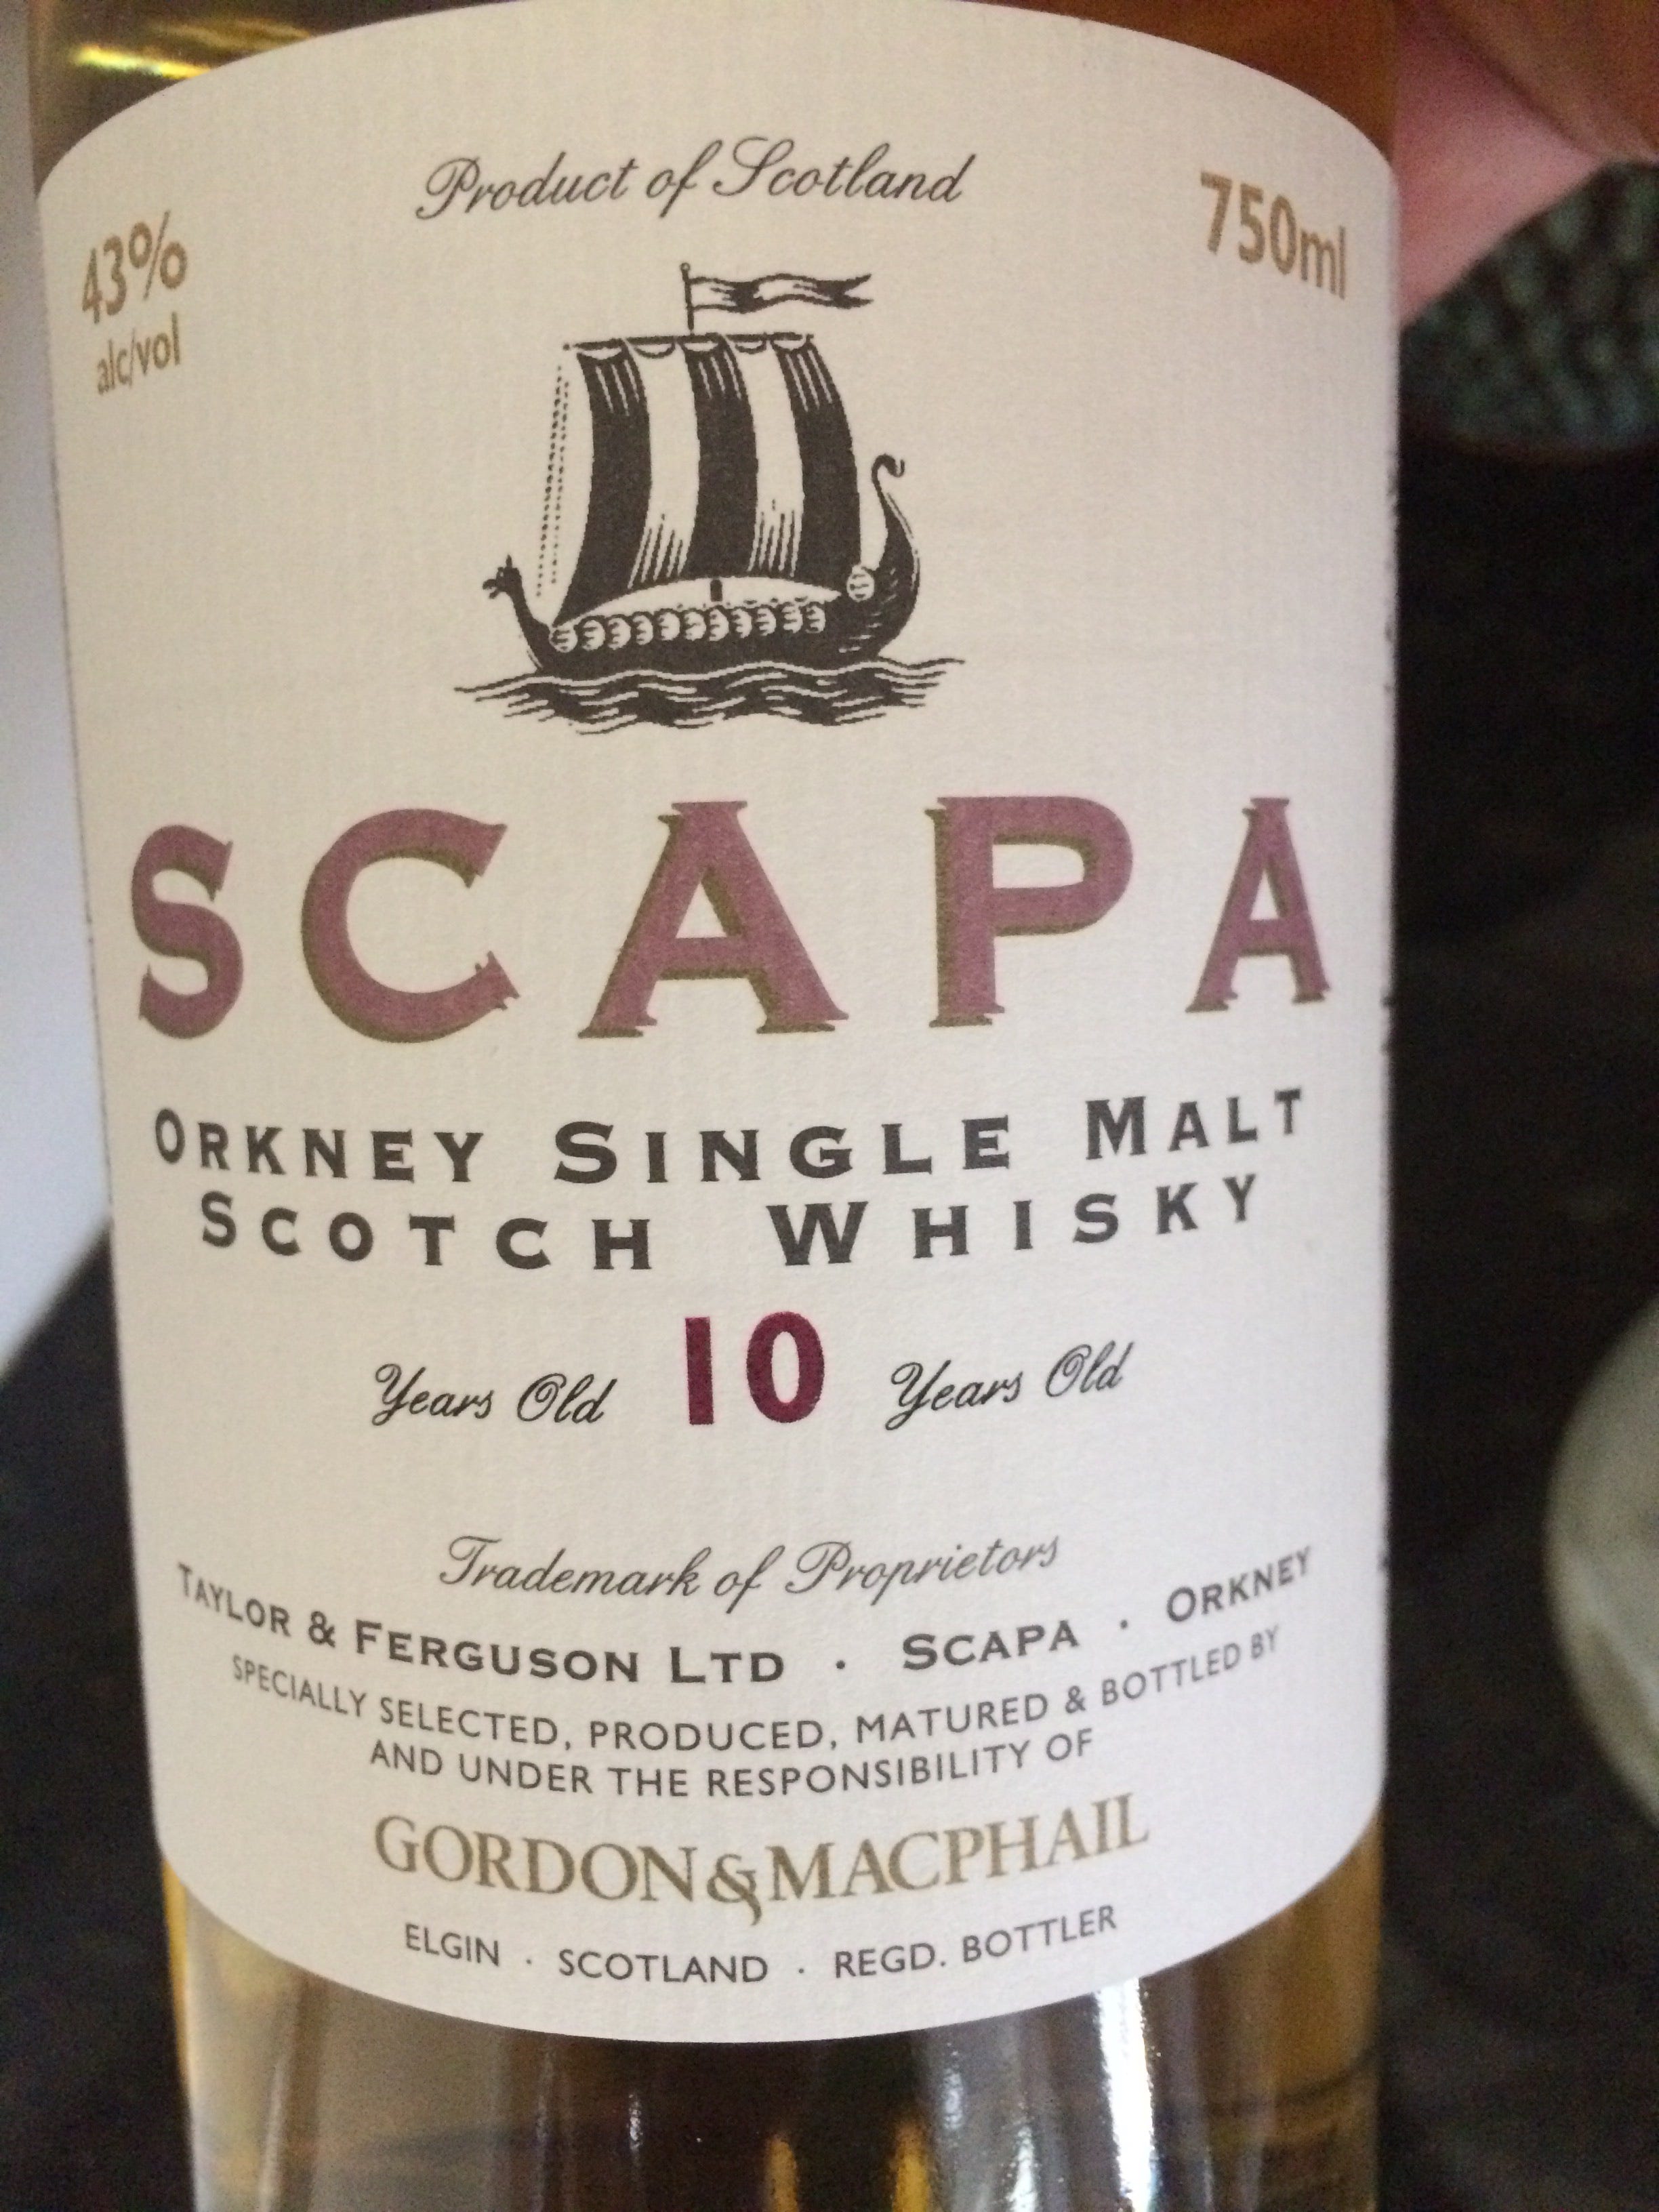 Product of Scotland
43%
alc/vol
750ml
SCAPA
ORKNEY SINGLE MALT
SCOTCH WHISKY
Years Old 10 Years Old
Trademark of Proprietors
TAYLOR & FERGUSON LTD · SCAPA · ORKNEY
SPECIALLY SELECTED, PRODUCED, MATURED & BOTTLED BY
AND UNDER THE RESPONSIBILITY OF
GORDON & MACPHAIL
ELGIN · SCOTLAND · REGD. BOTTLER